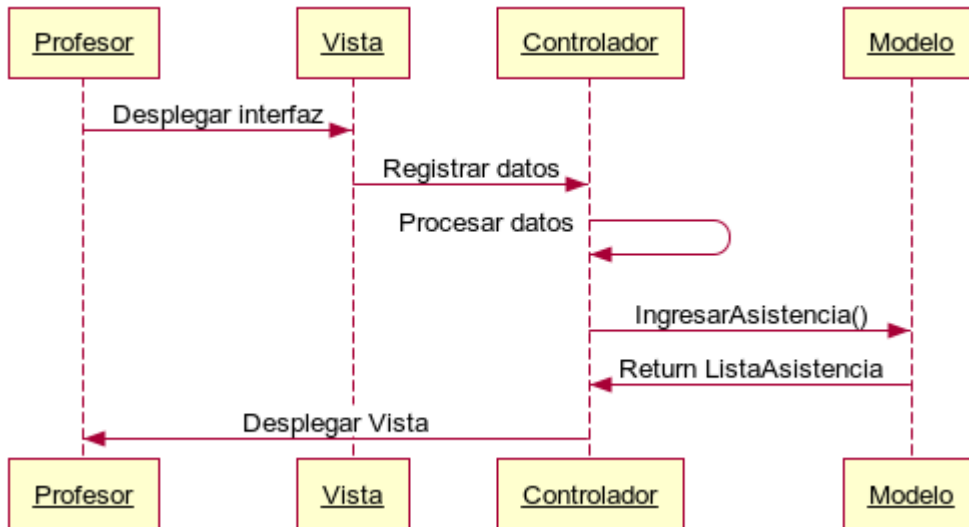 Profesor Vista Controlador Modelo
Desplegar interfaz
Registrar datos
Procesar datos
IngresarAsistencia()
Return ListaAsistencia
Desplegar Vista
Profesor Vista Controlador Modelo